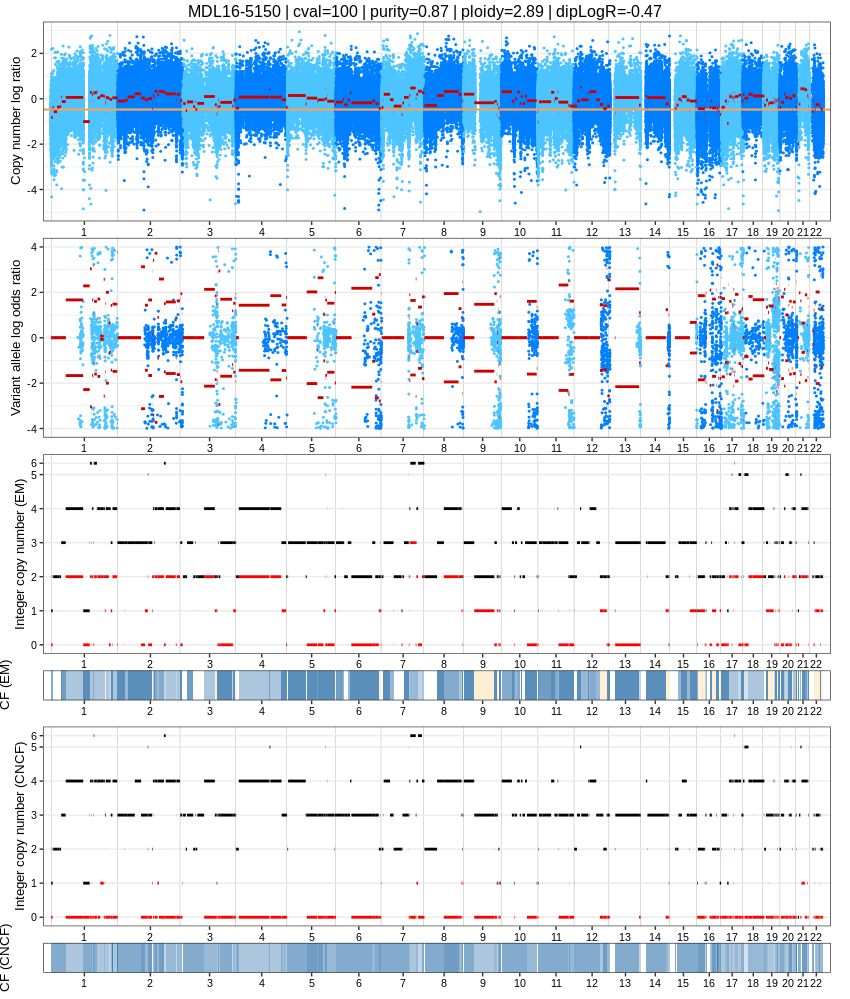 MDL16-5150 | cval=100 | purity=0.87 | ploidy=2.89 | dipLogR=-0.47
Copy number log ratio
2
0
-2
-4
1 2 3 4 5 6 7 8 9 10 11 12 13 14 15 16 17 18 19 20 21 22
Variant allele log odds ratio
4
2
0
-2
-4
1 2 3 4 5 6 7 8 9 10 11 12 13 14 15 16 17 18 19 20 21 22
Integer copy number (EM)
6
5
4
3
2
1
0
1 2 3 4 5 6 7 8 9 10 11 12 13 14 15 16 17 18 19 20 21 22
CF (EM)
1 2 3 4 5 6 7 8 9 10 11 12 13 14 15 16 17 18 19 20 21 22
Integer copy number (CNCF)
6
5
4
3
2
1
0
1 2 3 4 5 6 7 8 9 10 11 12 13 14 15 16 17 18 19 20 21 22
CF (CNCF)
1 2 3 4 5 6 7 8 9 10 11 12 13 14 15 16 17 18 19 20 21 22